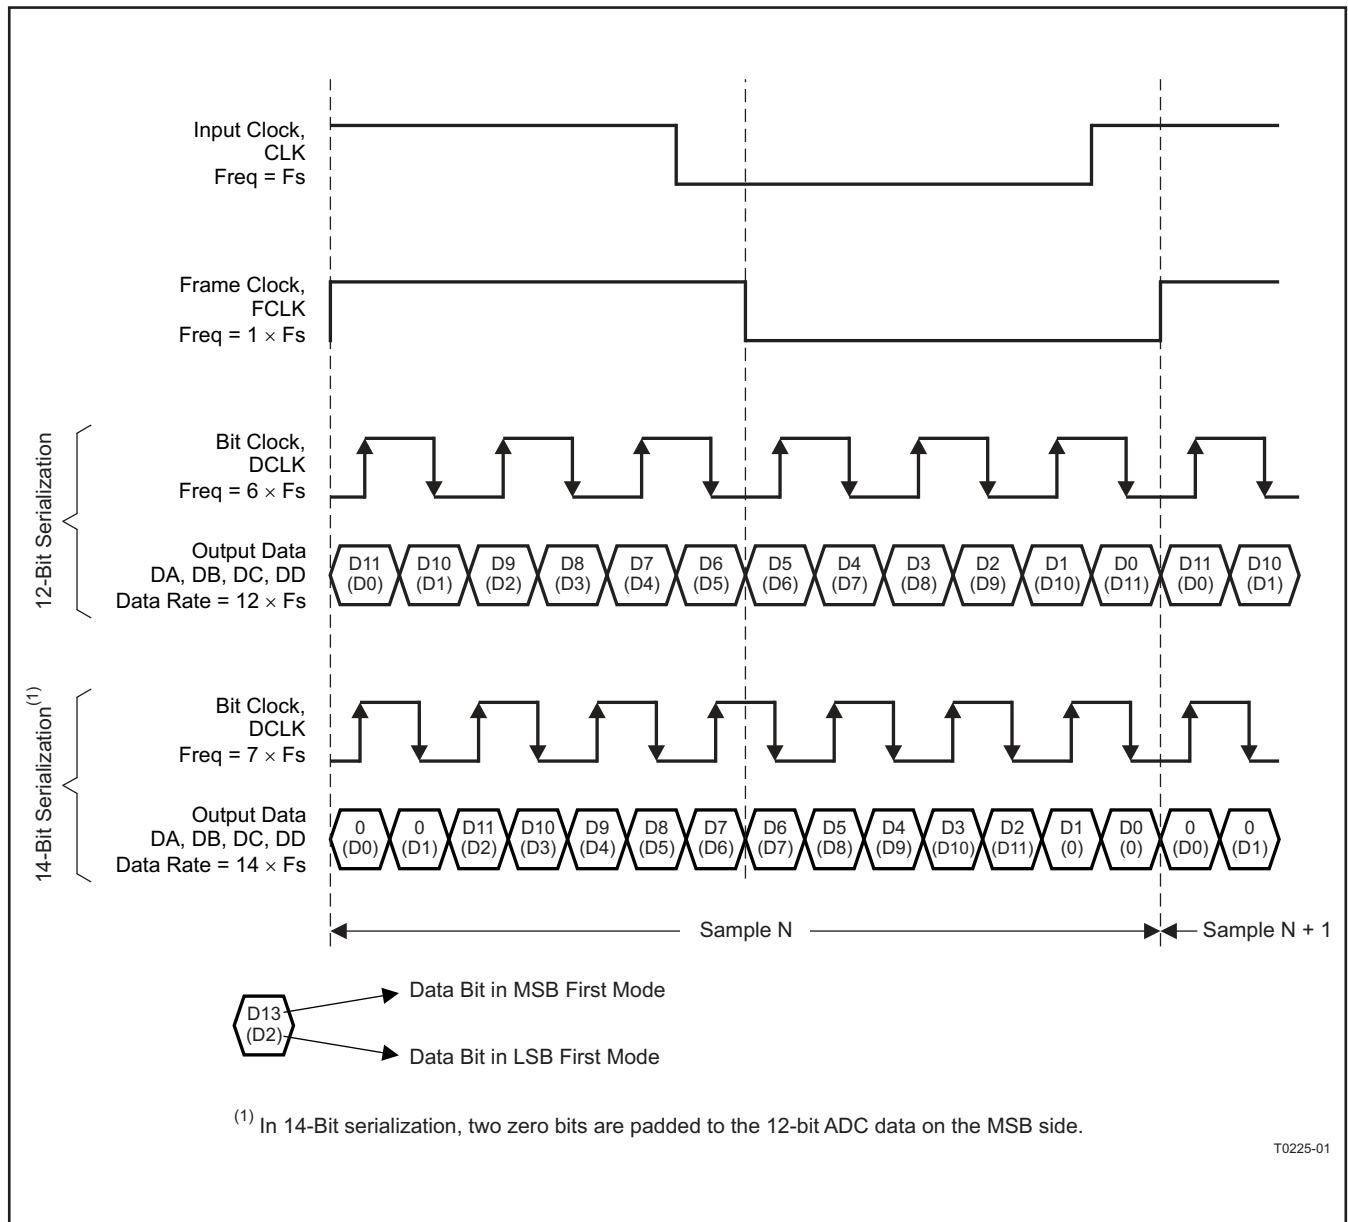 Input Clock,
CLK
Freq = Fs
Frame Clock,
FCLK
Freq = 1 × Fs
12-Bit Serialization
Bit Clock,
DCLK
Freq = 6 × Fs
Output Data
DA, DB, DC, DD
Data Rate = 12 × Fs
D11 D10 D9 D8 D7 D6 D5 D4 D3 D2 D1 D0 D11 D10
(D0) (D1) (D2) (D3) (D4) (D5) (D6) (D7) (D8) (D9) (D10) (D11) (D0) (D1)
14-Bit Serialization(1)
Bit Clock,
DCLK
Freq = 7 × Fs
Output Data
DA, DB, DC, DD
Data Rate = 14 × Fs
0 0 D11 D10 D9 D8 D7 D6 D5 D4 D3 D2 D1 D0 0 0
(D0) (D1) (D2) (D3) (D4) (D5) (D6) (D7) (D8) (D9) (D10) (D11) (0) (0) (D0) (D1)
Sample N
Sample N + 1
D13
(D2)
Data Bit in MSB First Mode
Data Bit in LSB First Mode
(1) In 14-Bit serialization, two zero bits are padded to the 12-bit ADC data on the MSB side.
T0225-01